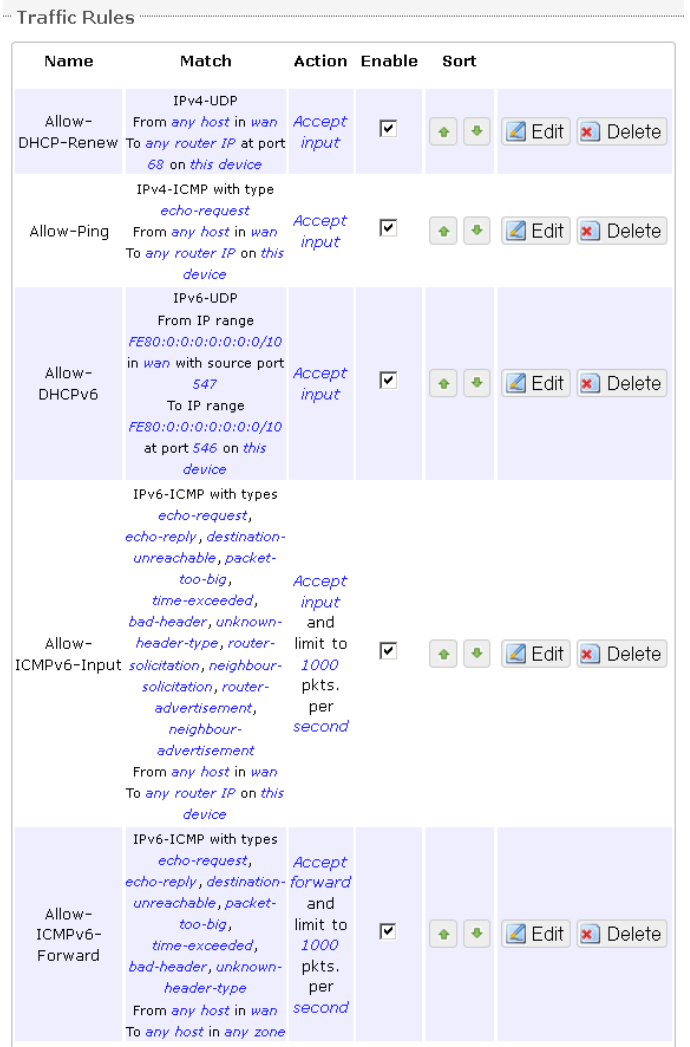 Traffic Rules
Name Match Action Enable Sort
IPv4-UDP
From any host in wan
To any router IP at port
68 on this device
Allow-
DHCP-Renew
Accept
input
Edit Delete
IPv4-ICMP with type
echo-request
From any host in wan
To any router IP on this
device
Allow-Ping
Accept
input
Edit Delete
IPv6-UDP
From IP range
FE80:0:0:0:0:0:0:0/10
in wan with source port
547
To IP range
FE80:0:0:0:0:0:0:0/10
at port 546 on this
device
Allow-
DHCPv6
Accept
input
Edit Delete
IPv6-ICMP with types
echo-request,
echo-reply, destination-
unreachable, packet-
too-big,
time-exceeded,
bad-header, unknown-
header-type, router-
solicitation, neighbour-
solicitation, router-
advertisement,
neighbour-
advertisement
From any host in wan
To any router IP on this
device
Allow-
ICMPv6-Input
Accept
input
and
limit to
1000
pkts.
per
second
Edit Delete
IPv6-ICMP with types
echo-request,
echo-reply, destination-
unreachable, packet-
too-big,
time-exceeded,
bad-header, unknown-
header-type
From any host in wan
To any host in any zone
Allow-
ICMPv6-
Forward
Accept
forward
and
limit to
1000
pkts.
per
second
Edit Delete